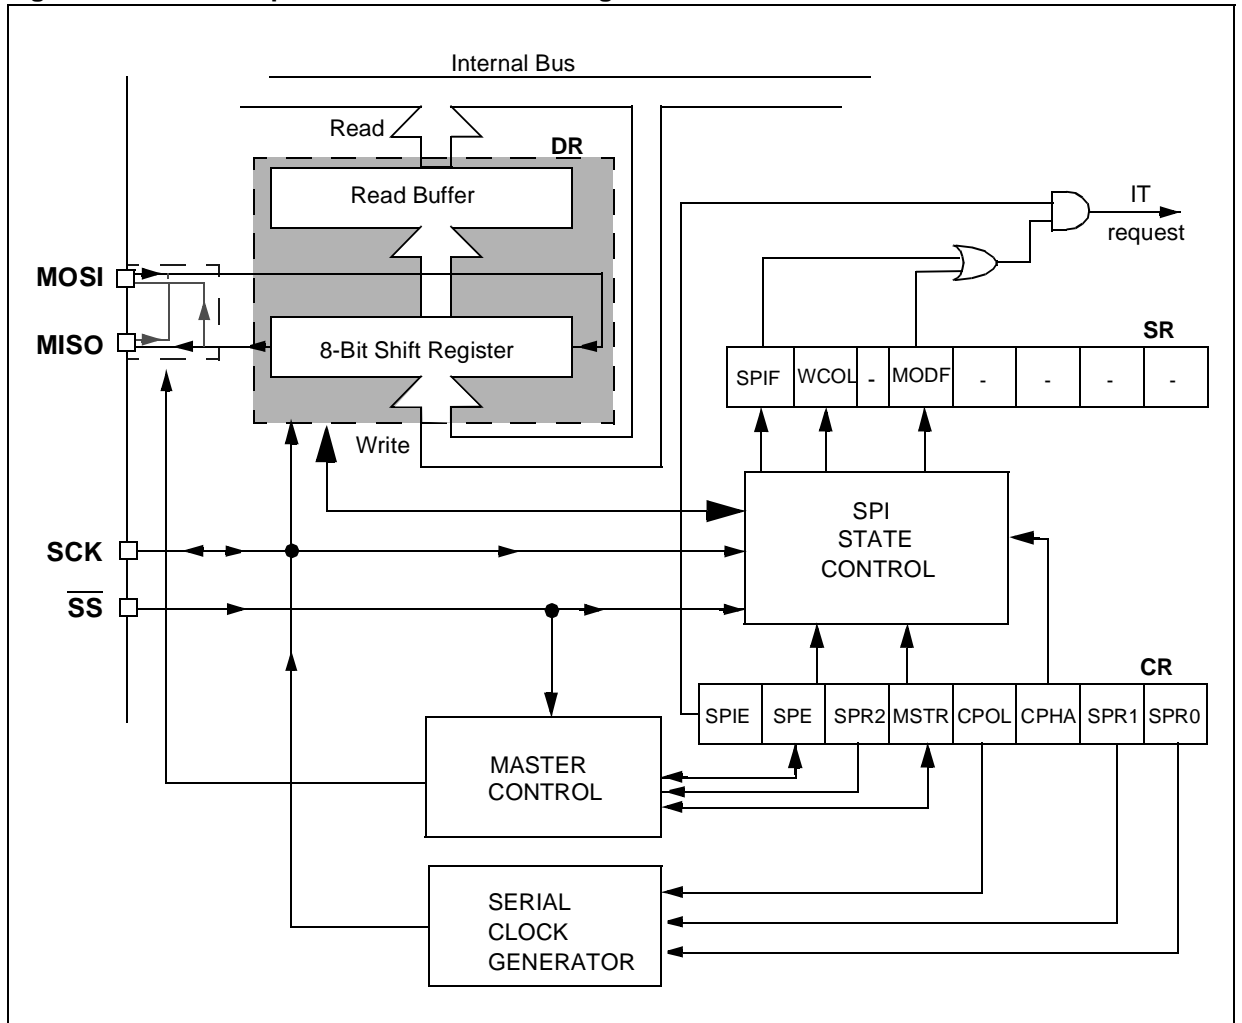 Internal Bus
Read
DR
Read Buffer
IT
request
MOSI
MISO
8-Bit Shift Register
SR
SPIF WCOL - MODF - - - -
Write
SPI
STATE
CONTROL
SCK
SS
CR
SPIE SPE SPR2 MSTR CPOL CPHA SPR1 SPR0
MASTER
CONTROL
SERIAL
CLOCK
GENERATOR